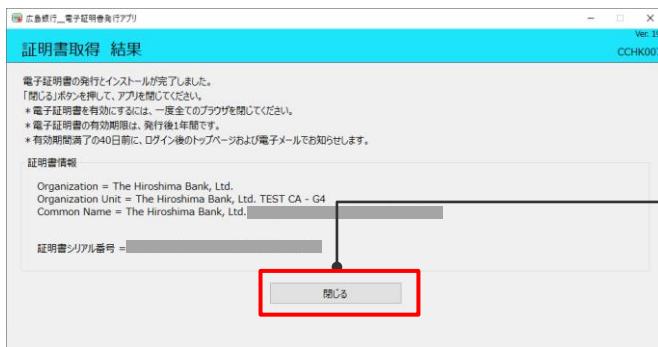 広島銀行__電子証明書発行アプリ
Ver. 19
証明書取得 結果
CCHK007
電子証明書の発行とインストールが完了しました。
「閉じる」ボタンを押して、アプリを閉じてください。
*電子証明書を有効にするには、一度全てのブラウザを閉じてください。
*電子証明書の有効期限は、発行後1年間です。
*有効期間満了の40日前に、ログイン後のトップページおよび電子メールでお知らせします。
証明書情報
Organization = The Hiroshima Bank, Ltd.
Organization Unit = The Hiroshima Bank, Ltd. TEST CA - G4
Common Name = The Hiroshima Bank, Ltd.
証明書シリアル番号 =
閉じる